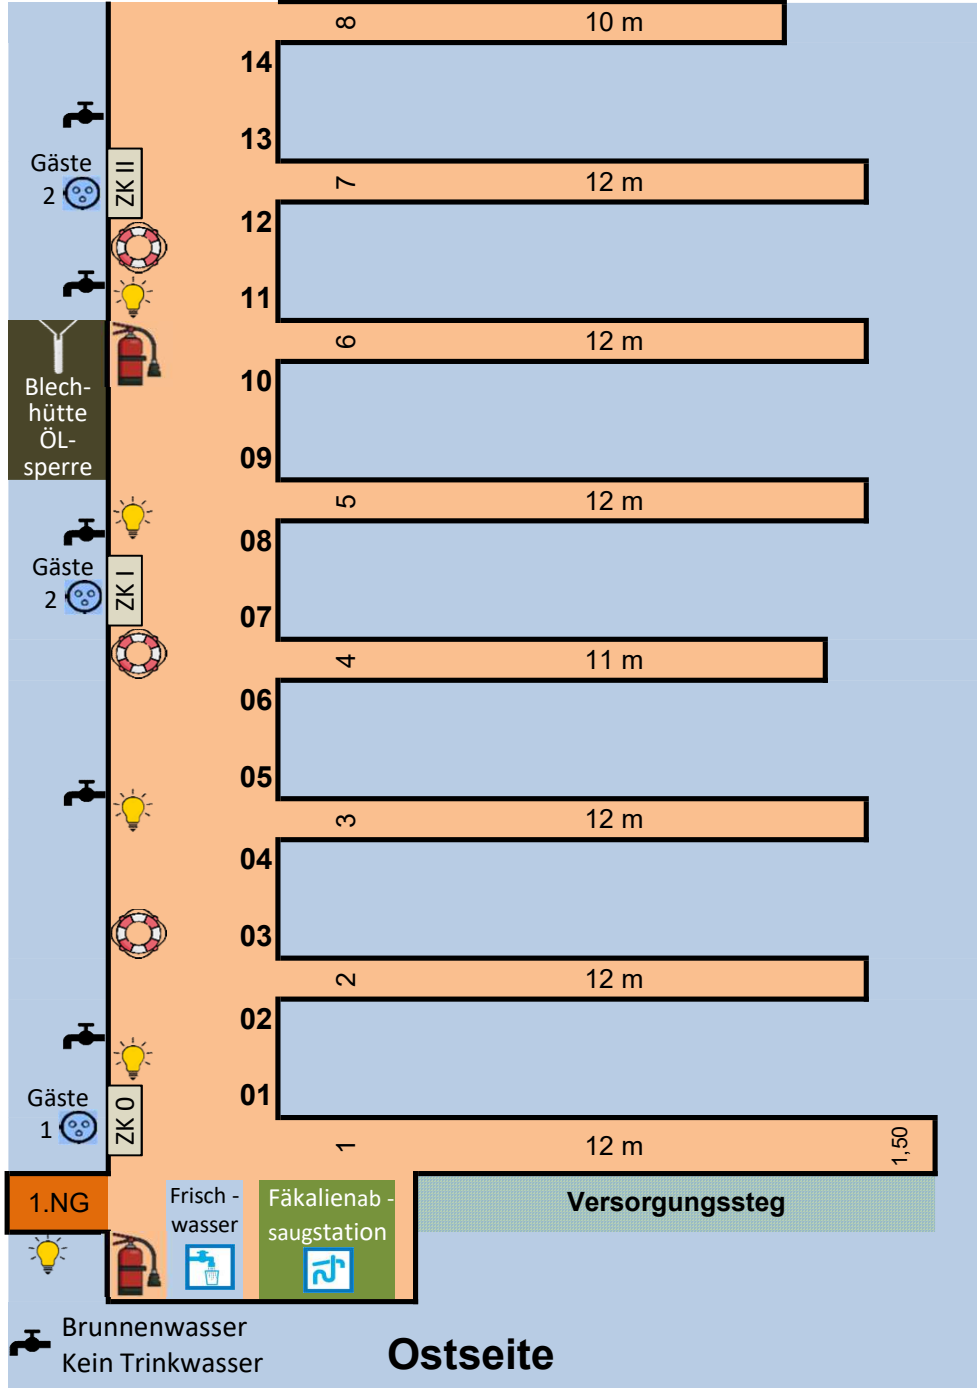 8
10 m
14
13
Gäste
2
ZK II
7
12 m
12
11
6
12 m
Blech-
hütte
ÖL-
sperre
10
09
5
12 m
08
Gäste
2
ZK I
07
4
11 m
06
05
3
12 m
04
03
2
12 m
02
01
Gäste
1
ZK 0
1
12 m
1,50
1.NG
Frisch -
wasser
Fäkalienab -
saugstation
Versorgungssteg
Brunnenwasser
Kein Trinkwasser
Ostseite